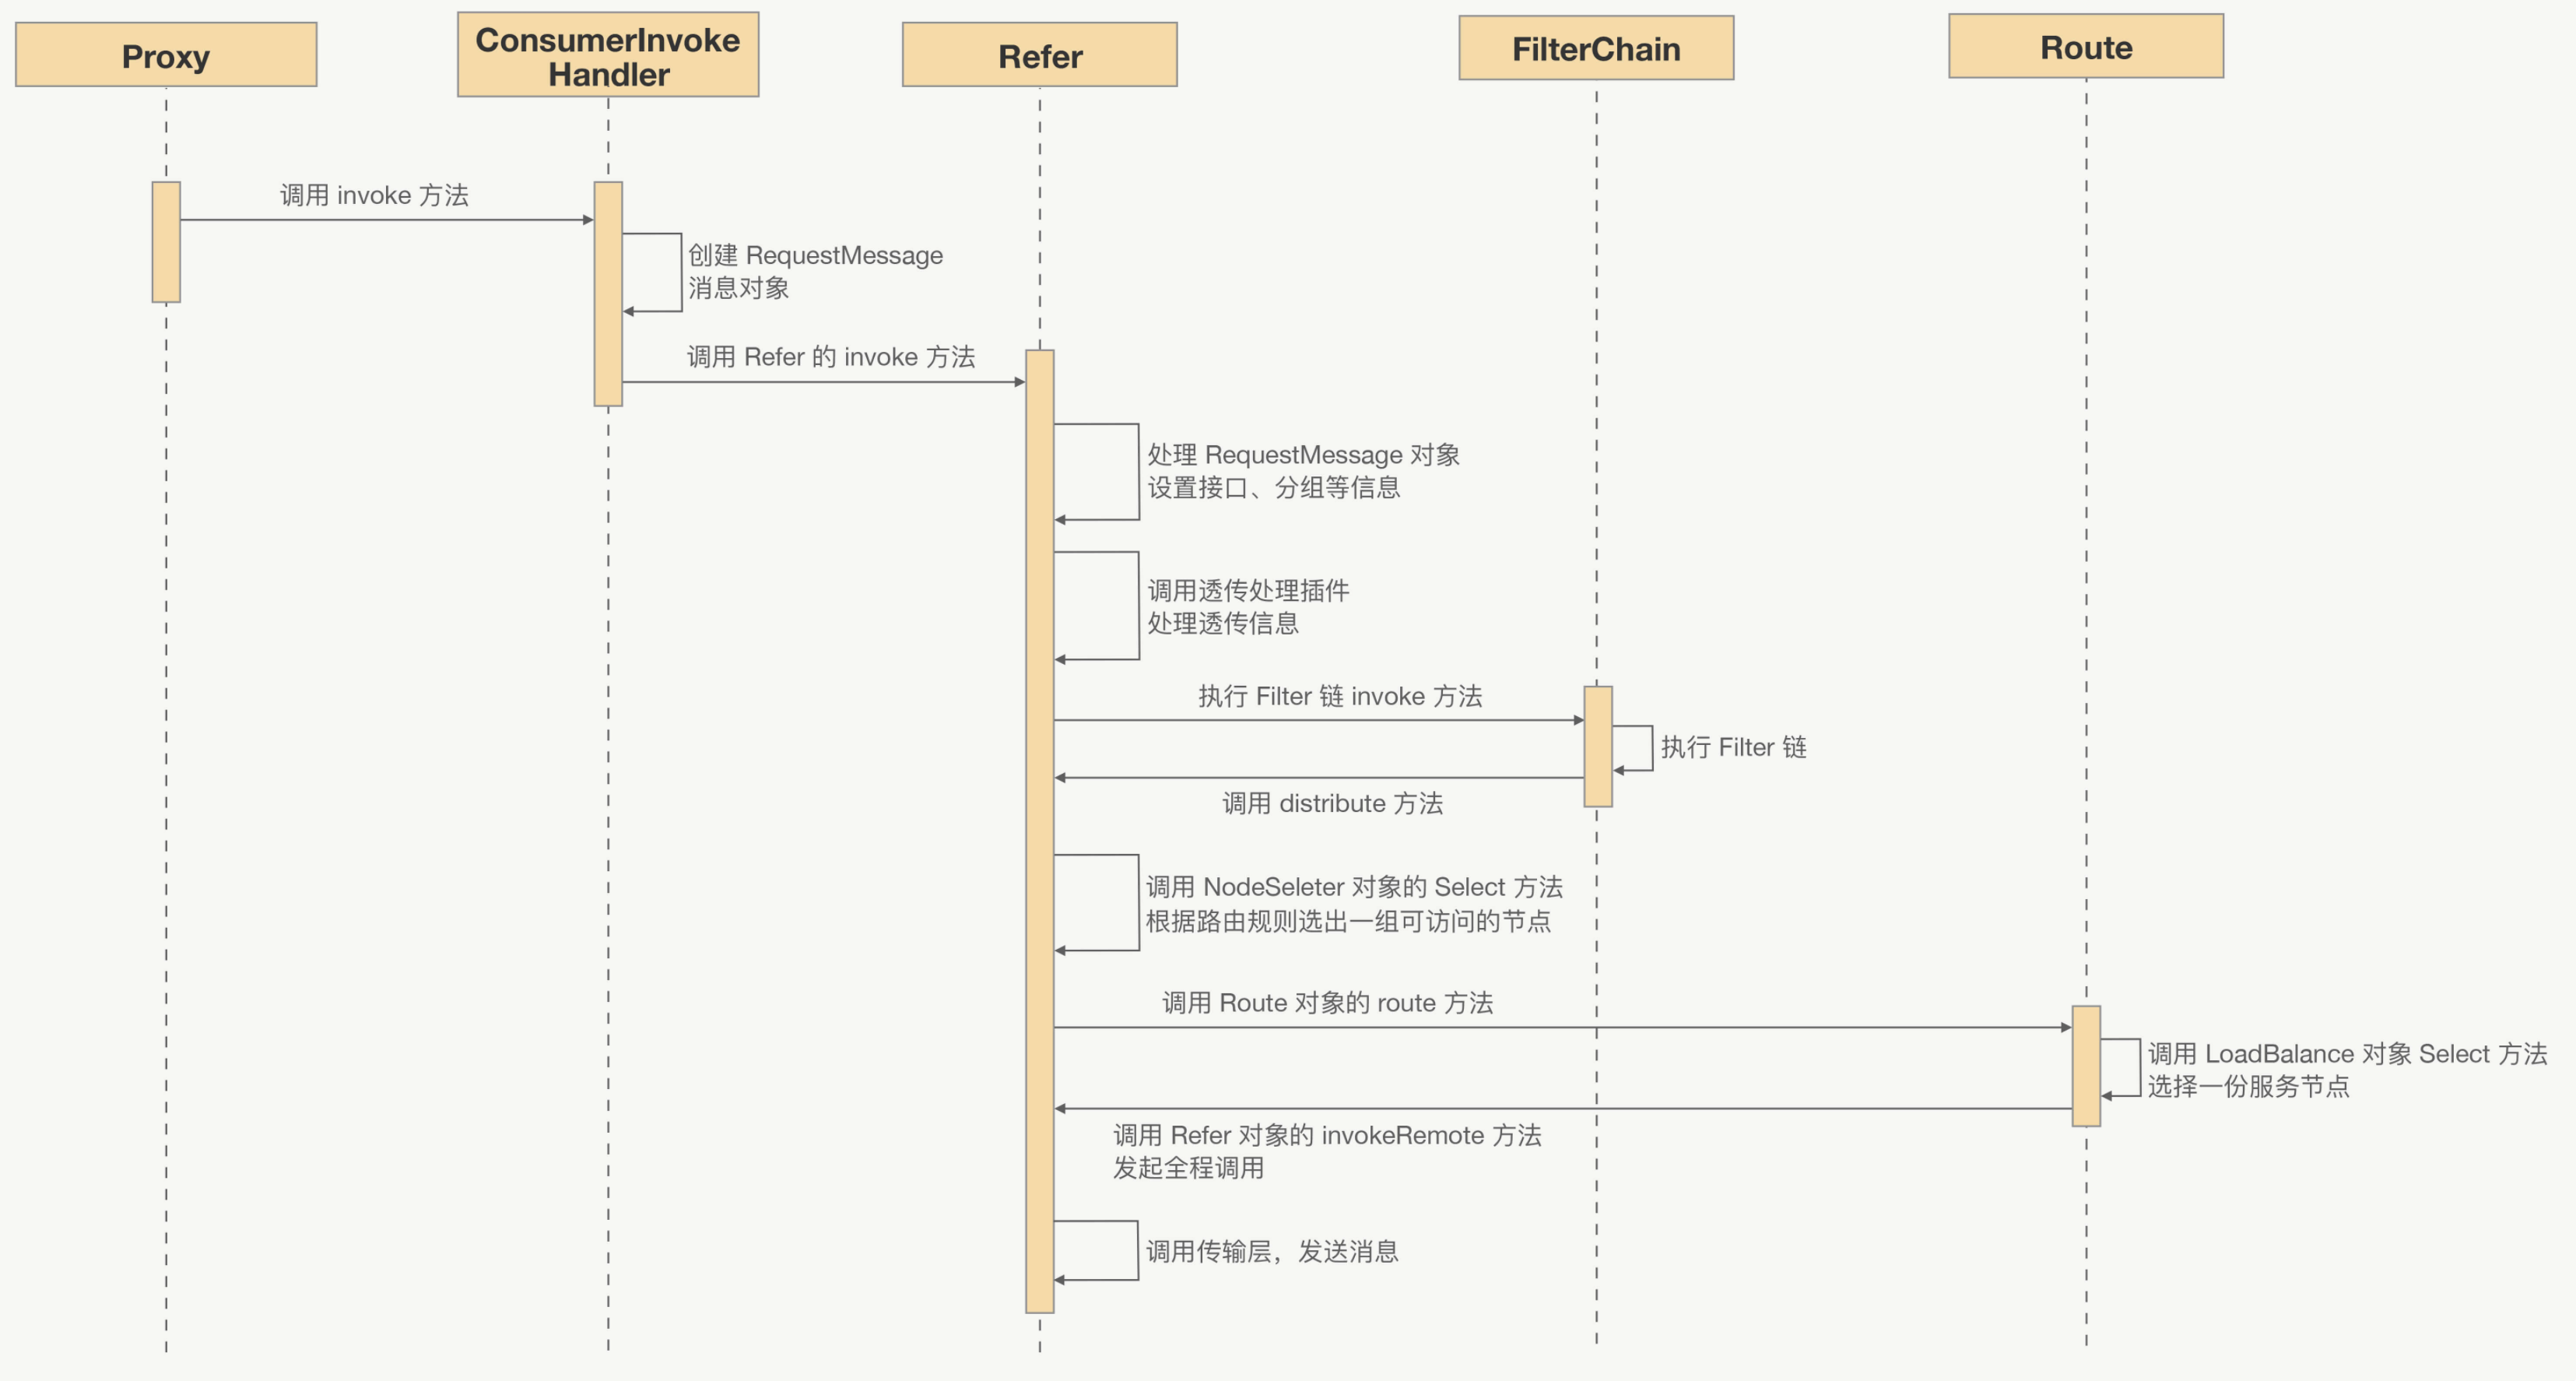 Proxy
ConsumerInvoke
Handler
Refer
FilterChain
Route
调用 invoke 方法
创建 RequestMessage
消息对象
调用 Refer 的 invoke 方法
处理 RequestMessage 对象
设置接口、分组等信息
调用透传处理插件
处理透传信息
执行 Filter 链 invoke 方法
执行 Filter 链
调用 distribute 方法
调用 NodeSeleter 对象的 Select 方法
根据路由规则选出一组可访问的节点
调用 Route 对象的 route 方法
调用 LoadBalance 对象 Select 方法
选择一份服务节点
调用 Refer 对象的 invokeRemote 方法
发起全程调用
调用传输层，发送消息